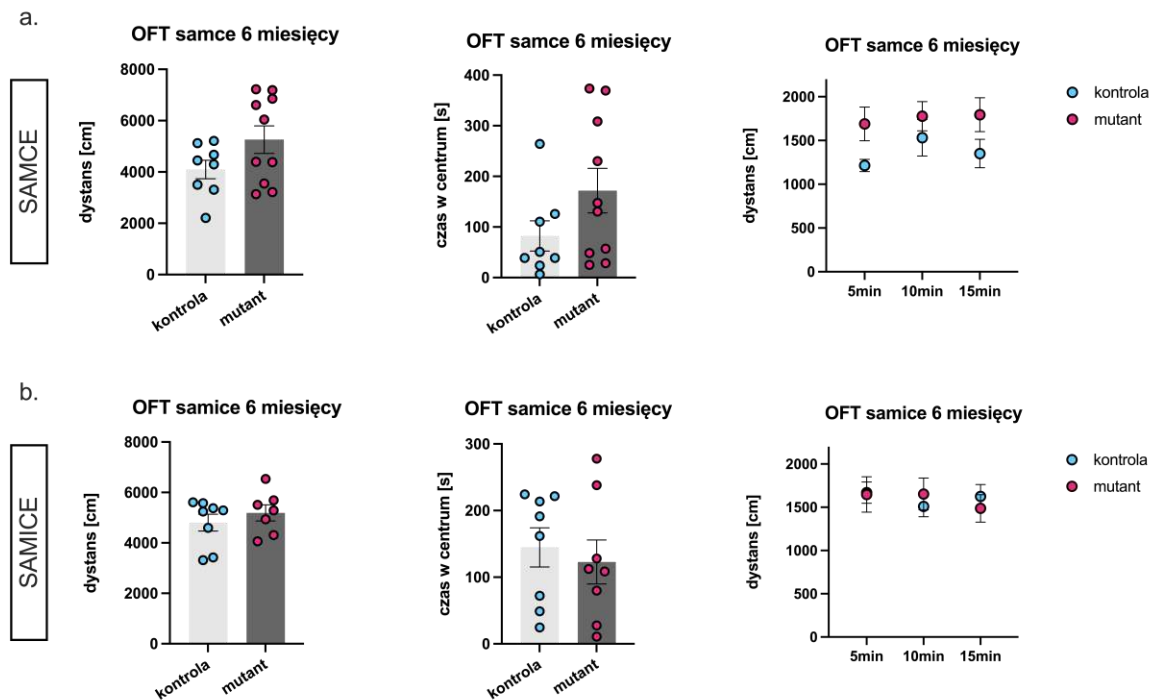 a.
SAMCE
OFT samce 6 miesięcy
dystans [cm]
8000
6000
4000
2000
0
kontrola
mutant
OFT samce 6 miesięcy
czas w centrum [s]
400
300
200
100
0
kontrola
mutant
OFT samce 6 miesięcy
dystans [cm]
2000
1500
1000
500
0
5min 10min 15min
kontrola
mutant
b.
SAMICE
OFT samice 6 miesięcy
dystans [cm]
8000
6000
4000
2000
0
kontrola
mutant
OFT samice 6 miesięcy
czas w centrum [s]
300
200
100
0
kontrola
mutant
OFT samice 6 miesięcy
dystans [cm]
2000
1500
1000
500
0
5min 10min 15min
kontrola
mutant